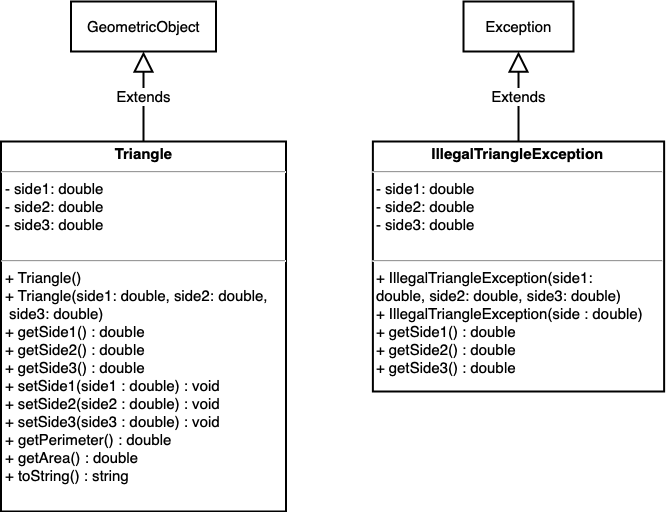 GeometricObject
Extends
Triangle
- side1: double
- side2: double
- side3: double
+ Triangle()
+ Triangle(side1: double, side2: double,
side3: double)
+ getSide1() : double
+ getSide2() : double
+ getSide3() : double
+ setSide1(side1 : double) : void
+ setSide2(side2 : double) : void
+ setSide3(side3 : double) : void
+ getPerimeter() : double
+ getArea() : double
+ toString() : string
Exception
Extends
IllegalTriangleException
- side1: double
- side2: double
- side3: double
+ IllegalTriangleException(side1:
double, side2: double, side3: double)
+ IllegalTriangleException(side : double)
+ getSide1() : double
+ getSide2() : double
+ getSide3() : double